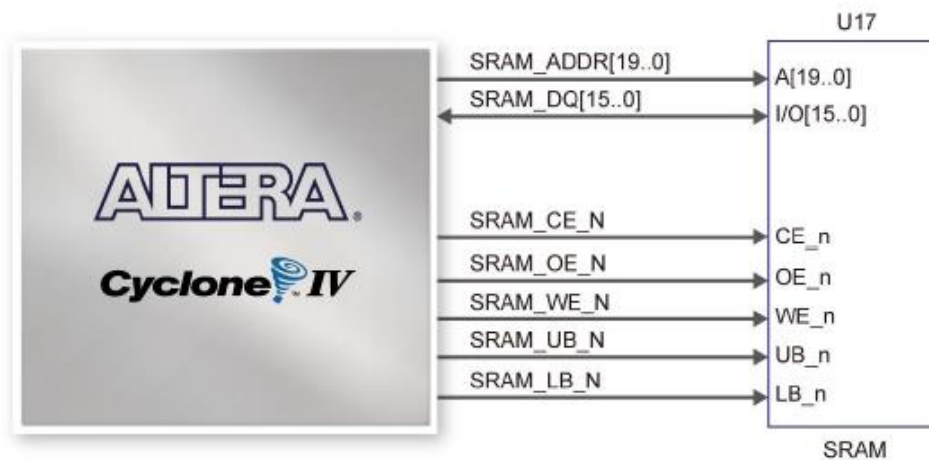 U17
SRAM_ADDR[19..0]
A[19..0]
SRAM_DQ[15..0]
I/O[15..0]
ALTERA®
Cyclone™ IV
SRAM_CE_N
CE_n
SRAM_OE_N
OE_n
SRAM_WE_N
WE_n
SRAM_UB_N
UB_n
SRAM_LB_N
LB_n
SRAM